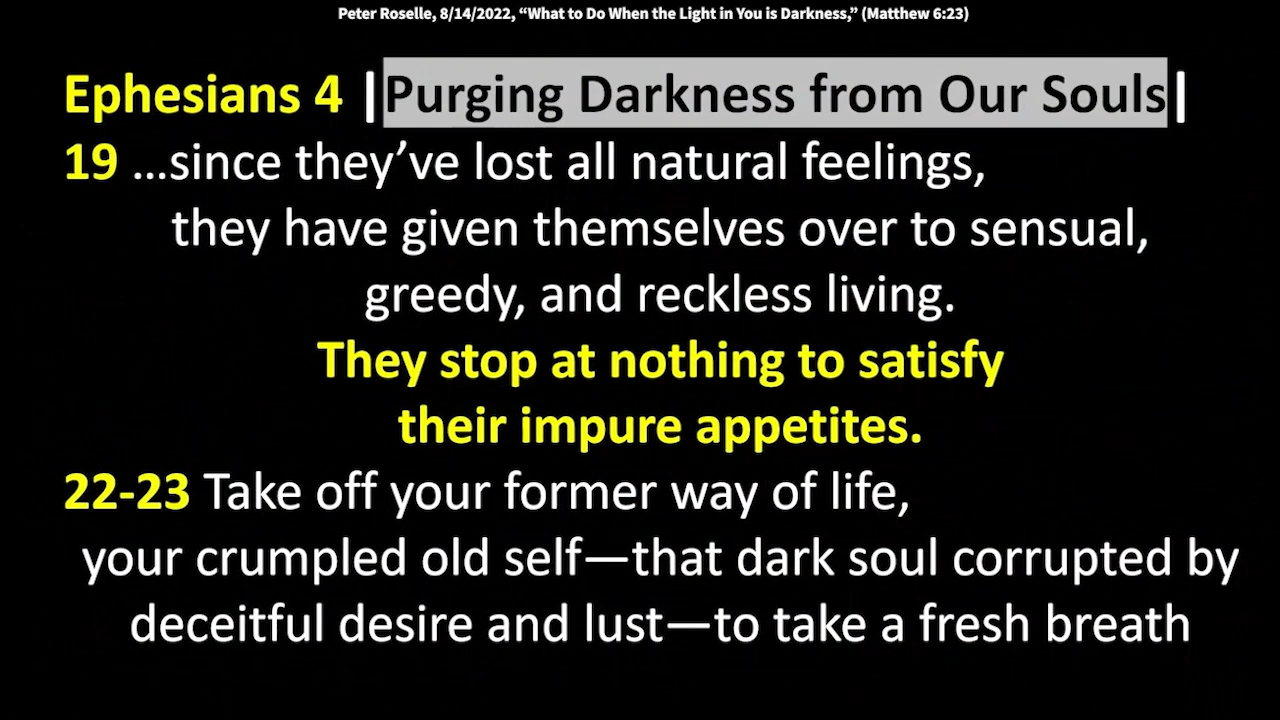 Peter Roselle, 8/14/2022, “What to Do When the Light in You is Darkness,” (Matthew 6:23)
Ephesians 4 |Purging Darkness from Our Souls|
19 …since they’ve lost all natural feelings,
they have given themselves over to sensual,
greedy, and reckless living.
They stop at nothing to satisfy
their impure appetites.
22-23 Take off your former way of life,
your crumpled old self—that dark soul corrupted by
deceitful desire and lust—to take a fresh breath